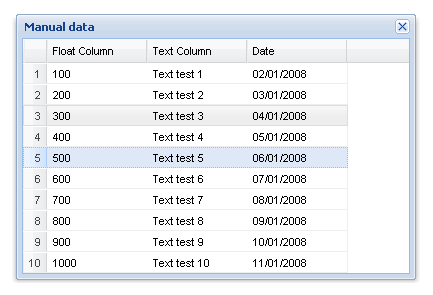 Manual data
Float Column Text Column Date
1 100 Text test 1 02/01/2008
2 200 Text test 2 03/01/2008
3 300 Text test 3 04/01/2008
4 400 Text test 4 05/01/2008
5 500 Text test 5 06/01/2008
6 600 Text test 6 07/01/2008
7 700 Text test 7 08/01/2008
8 800 Text test 8 09/01/2008
9 900 Text test 9 10/01/2008
10 1000 Text test 10 11/01/2008